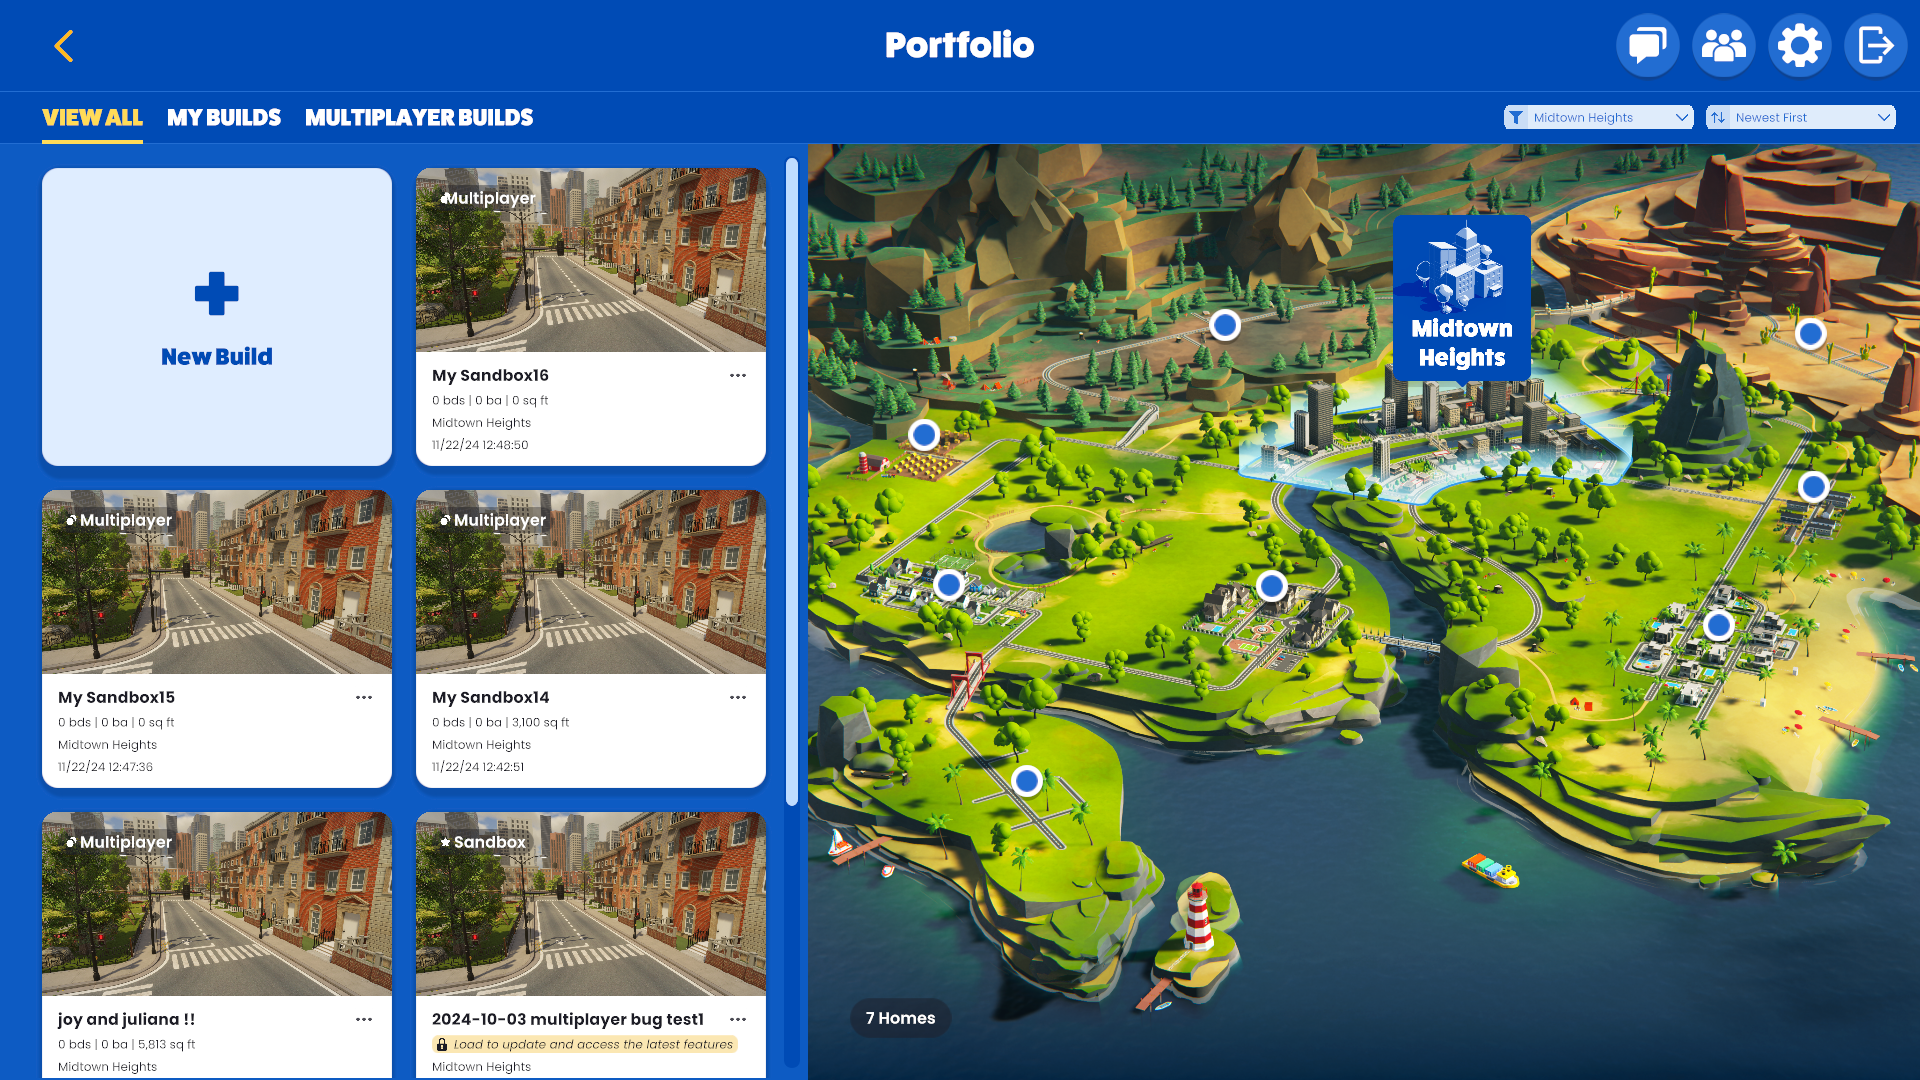 Portfolio
VIEW ALL
MY BUILDS
MULTIPLAYER BUILDS
Midtown Heights
Newest First
New Build
Multiplayer
My Sandbox16
0 bds | 0 ba | 0 sq ft
Midtown Heights
11/22/24 12:48:50
Multiplayer
My Sandbox15
0 bds | 0 ba | 0 sq ft
Midtown Heights
11/22/24 12:47:36
Multiplayer
My Sandbox14
0 bds | 0 ba | 3,100 sq ft
Midtown Heights
11/22/24 12:42:51
Multiplayer
joy and juliana !!
0 bds | 0 ba | 5,813 sq ft
Midtown Heights
Sandbox
2024-10-03 multiplayer bug test1
Load to update and access the latest features
Midtown Heights
Midtown
Heights
7 Homes